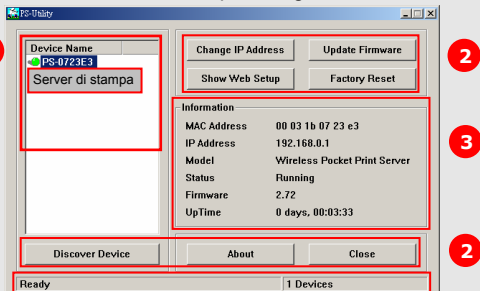 PS-Utility
Device Name
PS-0723E3
Server di stampa
Change IP Address
Update Firmware
Show Web Setup
Factory Reset
2
Information
MAC Address 00 03 1b 07 23 e3
IP Address 192.168.0.1
Model Wireless Pocket Print Server
Status Running
Firmware 2.72
UpTime 0 days, 00:03:33
3
Discover Device
About
Close
2
Ready
1 Devices